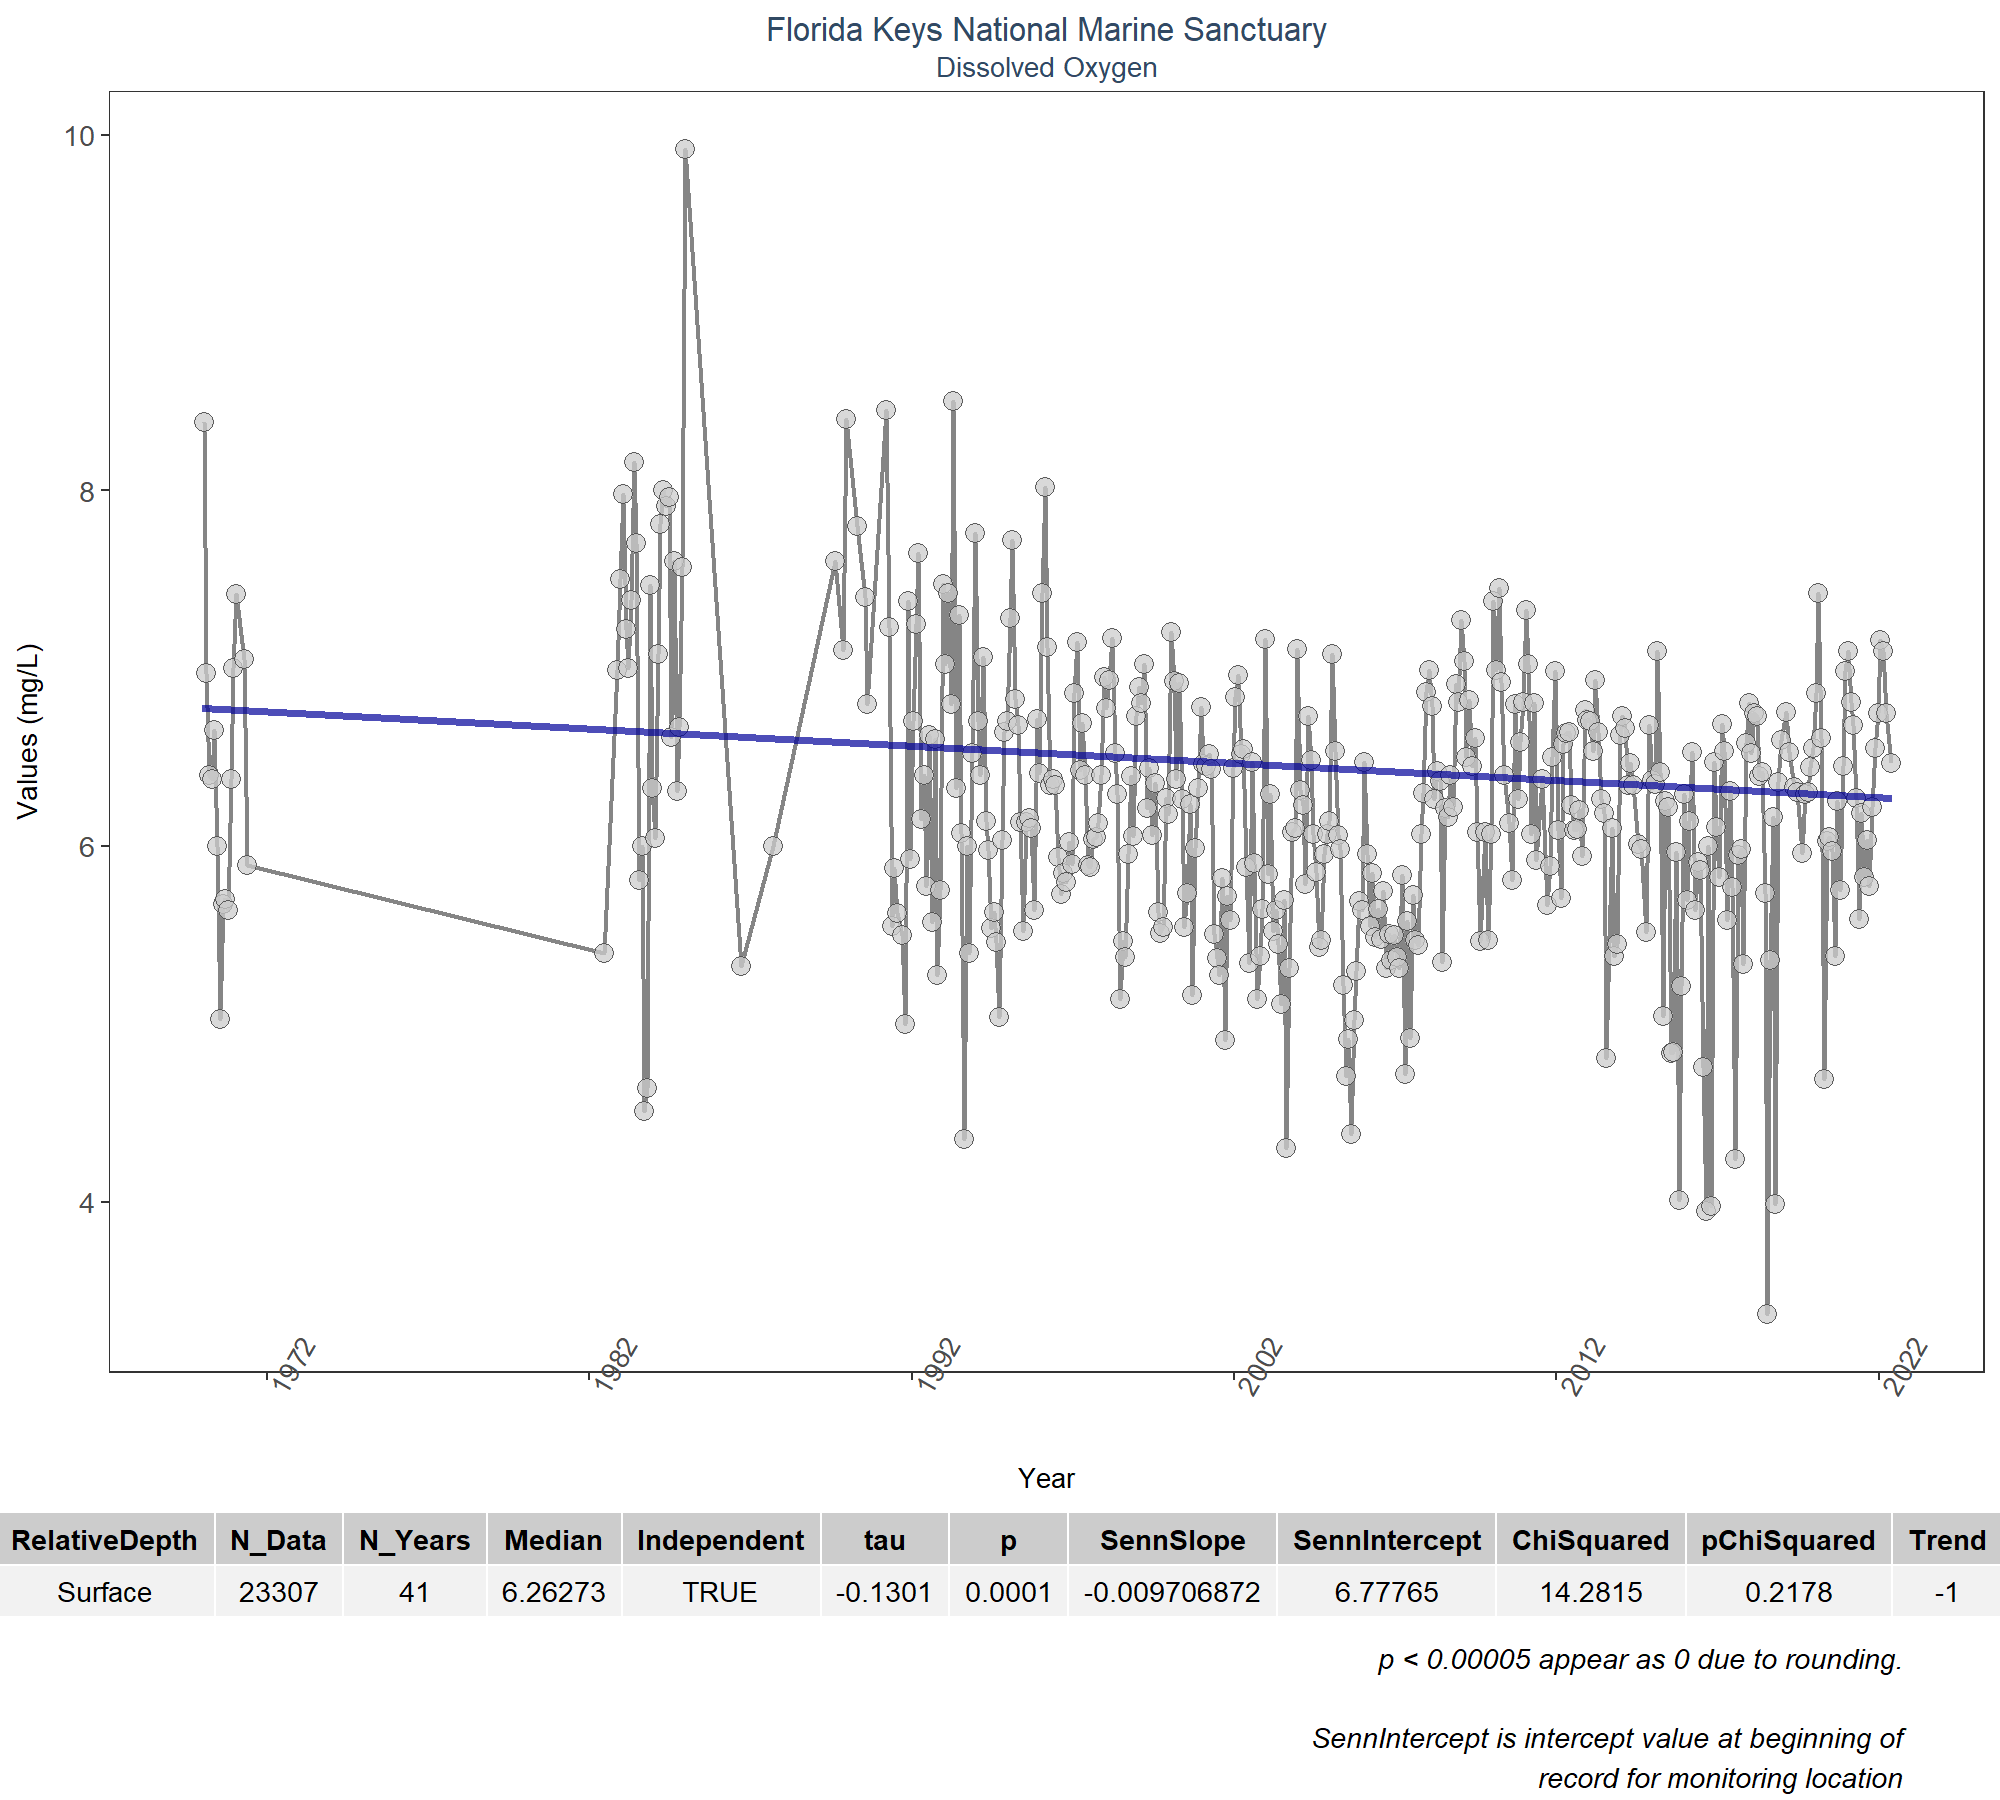 Florida Keys National Marine Sanctuary
Dissolved Oxygen
Values (mg/L)
10
8
6
4
1972 1982 1992 2002 2012 2022
Year
RelativeDepth N_Data N_Years Median Independent tau p SennSlope SennIntercept ChiSquared pChiSquared Trend
Surface 23307 41 6.26273 TRUE -0.1301 0.0001 -0.009706872 6.77765 14.2815 0.2178 -1
p < 0.00005 appear as 0 due to rounding.
SennIntercept is intercept value at beginning of
record for monitoring location